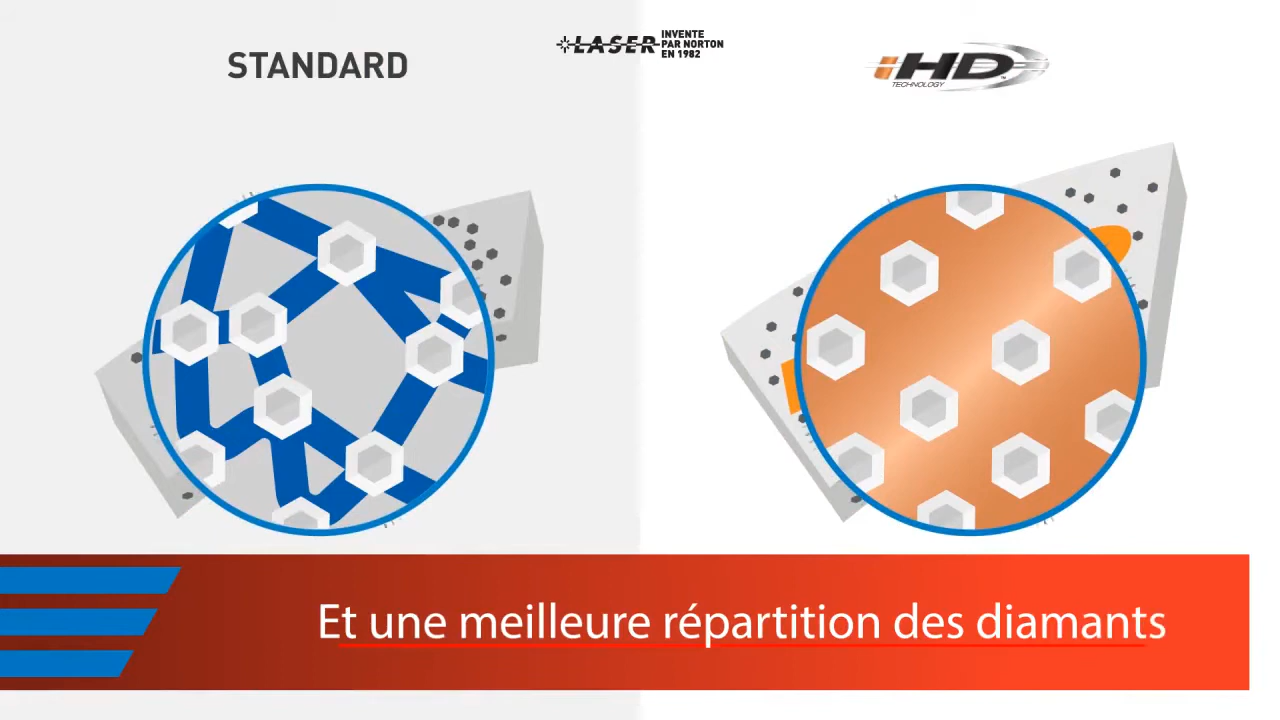 STANDARD
LASER
INVENTE
PAR NORTON
EN 1982
iHD
TECHNOLOGY
Et une meilleure répartition des diamants